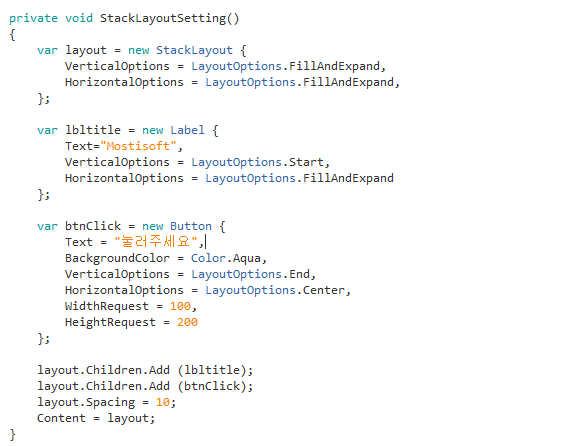 private void StackLayoutSetting()
{
    var layout = new StackLayout {
        VerticalOptions = LayoutOptions.FillAndExpand,
        HorizontalOptions = LayoutOptions.FillAndExpand,
    };

    var lbltitle = new Label {
        Text="Mostisoft",
        VerticalOptions = LayoutOptions.Start,
        HorizontalOptions = LayoutOptions.FillAndExpand
    };

    var btnClick = new Button {
        Text = "눌러주세요",
        BackgroundColor = Color.Aqua,
        VerticalOptions = LayoutOptions.End,
        HorizontalOptions = LayoutOptions.Center,
        WidthRequest = 100,
        HeightRequest = 200
    };

    layout.Children.Add (lbltitle);
    layout.Children.Add (btnClick);
    layout.Spacing = 10;
    Content = layout;
}